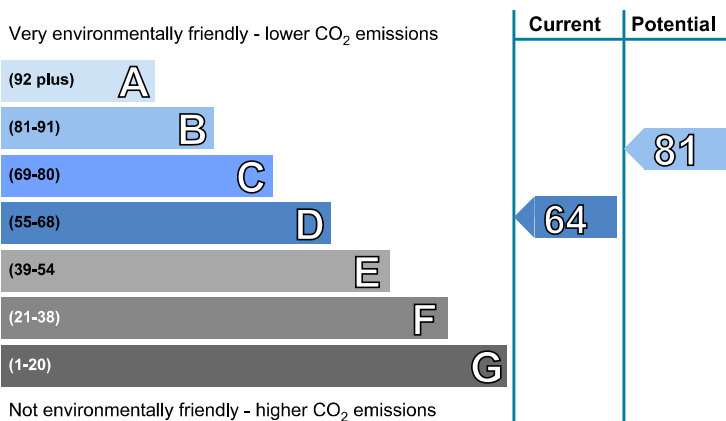 Very environmentally friendly - lower CO₂ emissions
Current
Potential
(92 plus) A
(81-91) B
(69-80) C
(55-68) D
(39-54 E
(21-38) F
(1-20) G
81
64
Not environmentally friendly - higher CO₂ emissions